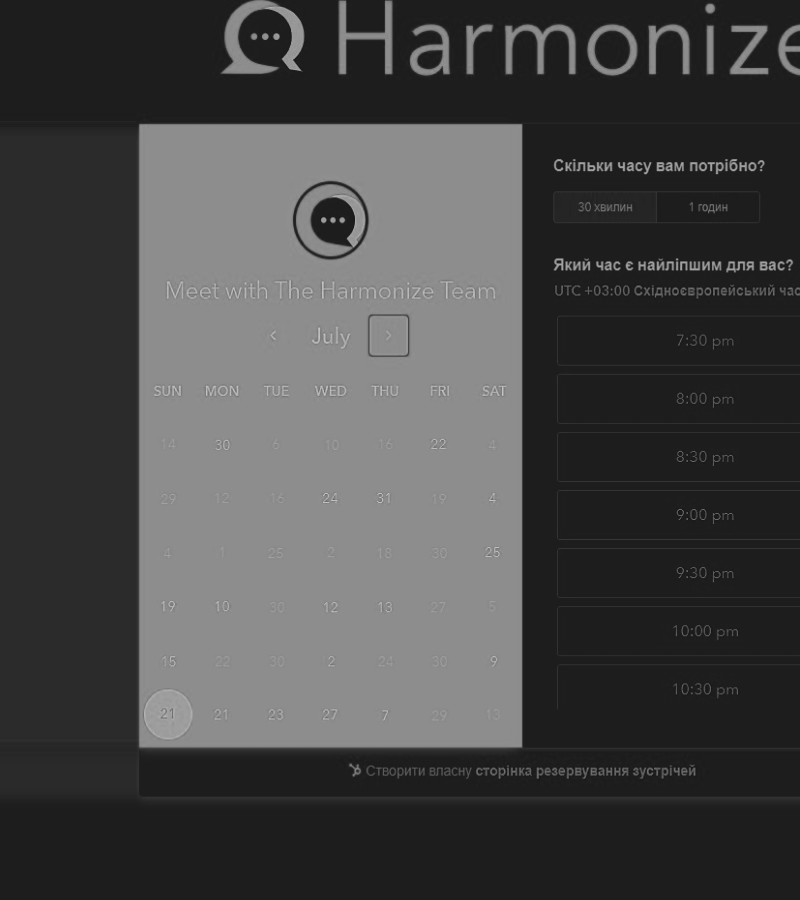 Harmonize
Meet with The Harmonize Team
July
SUN MON TUE WED THU FRI SAT
14 30 6 10 16 22 4
29 12 16 24 31 19 4
4 1 25 2 18 30 25
19 10 30 12 13 27 5
15 22 30 2 24 30 9
21 21 23 27 7 29 13
Скільки часу вам потрібно?
30 хвилин 1 годин
Який час є найліпшим для вас?
UTC +03:00 Східноєвропейський час
7:30 pm
8:00 pm
8:30 pm
9:00 pm
9:30 pm
10:00 pm
10:30 pm
Створити власну сторінка резервування зустрічей